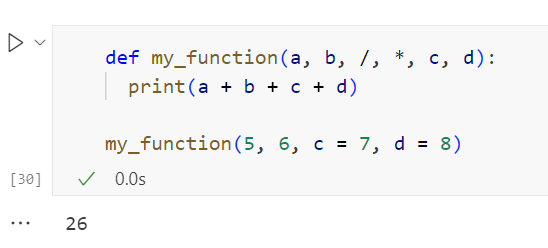 def my_function(a, b, /, *, c, d):
  print(a + b + c + d)
my_function(5, 6, c = 7, d = 8)
[30] 0.0s
... 26